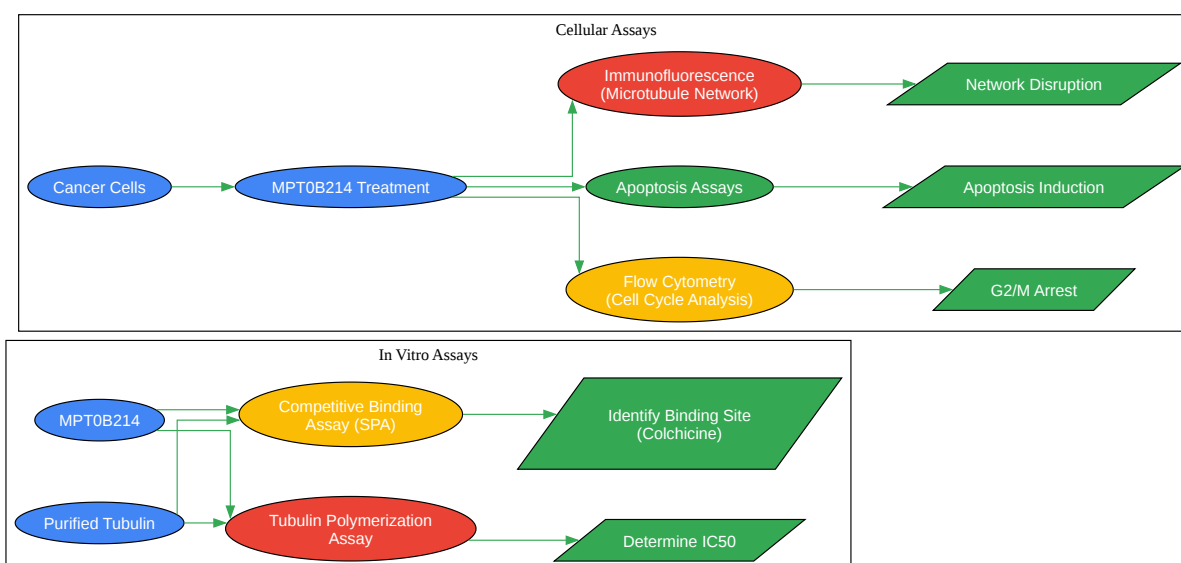 Cellular Assays
Immunofluorescence
(Microtubule Network)
Network Disruption
Cancer Cells
MPT0B214 Treatment
Apoptosis Assays
Apoptosis Induction
Flow Cytometry
(Cell Cycle Analysis)
G2/M Arrest
In Vitro Assays
MPT0B214
Competitive Binding
Assay (SPA)
Identify Binding Site
(Colchicine)
Purified Tubulin
Tubulin Polymerization
Assay
Determine IC50